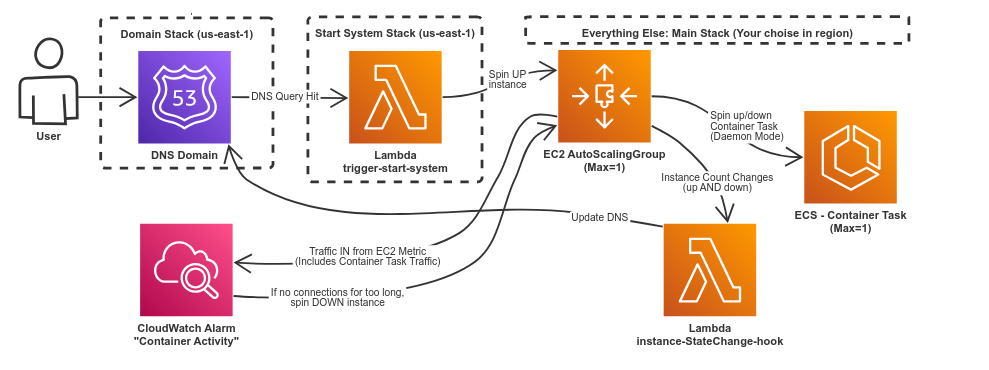 Domain Stack (us-east-1)
Start System Stack (us-east-1)
Everything Else: Main Stack (Your choise in region)
53
User
DNS Query Hit
DNS Domain
Lambda
trigger-start-system
Spin UP
instance
EC2 AutoScalingGroup
(Max=1)
Spin up/down
Container Task
(Daemon Mode)
Instance Count Changes
(up AND down)
ECS - Container Task
(Max=1)
Update DNS
Traffic IN from EC2 Metric
(Includes Container Task Traffic)
If no connections for too long,
spin DOWN instance
CloudWatch Alarm
"Container Activity"
Lambda
instance-StateChange-hook